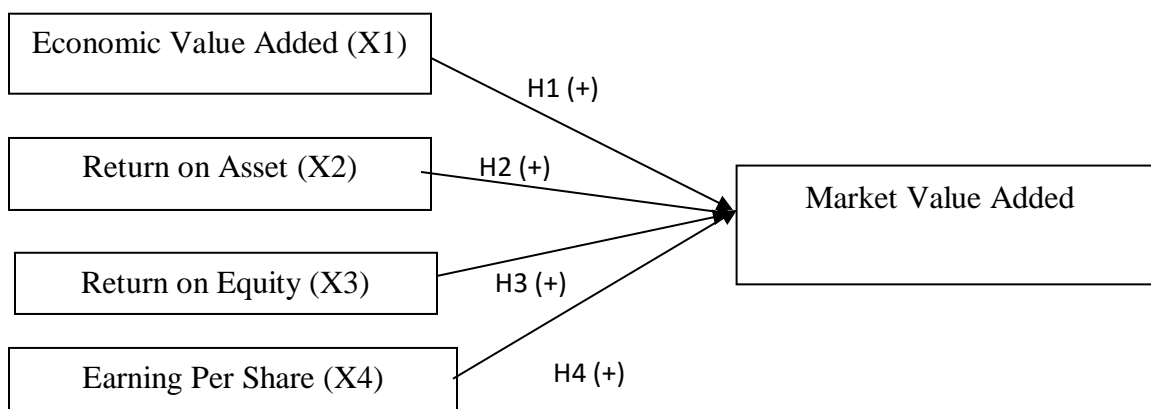 Economic Value Added (X1)
H1 (+)
Return on Asset (X2)
H2 (+)
Market Value Added
Return on Equity (X3)
H3 (+)
Earning Per Share (X4)
H4 (+)